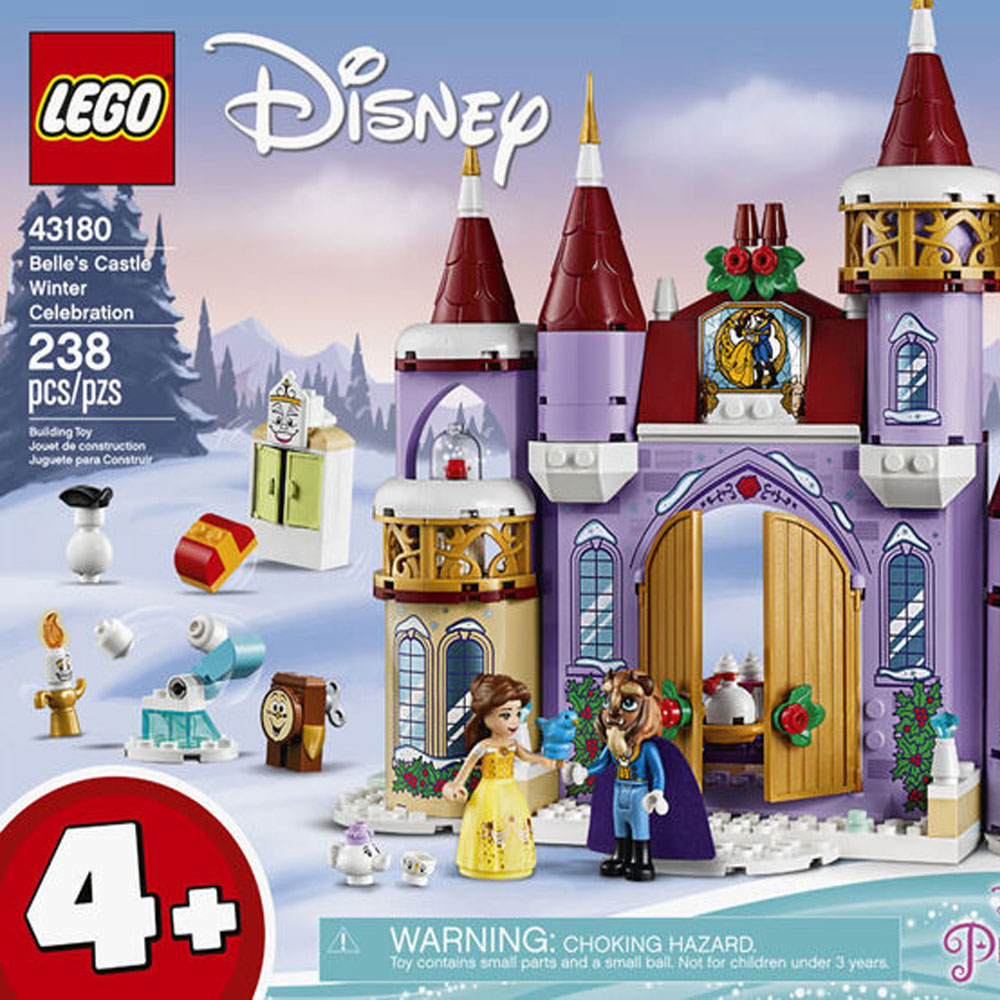 LEGO
Disney
43180
Belle's Castle
Winter
Celebration
238
pcs/pzs
Building Toy
Jouet de construction
Juguete para Construir
4+
WARNING: CHOKING HAZARD.
Toy contains small parts and a small ball. Not for children under 3 years.